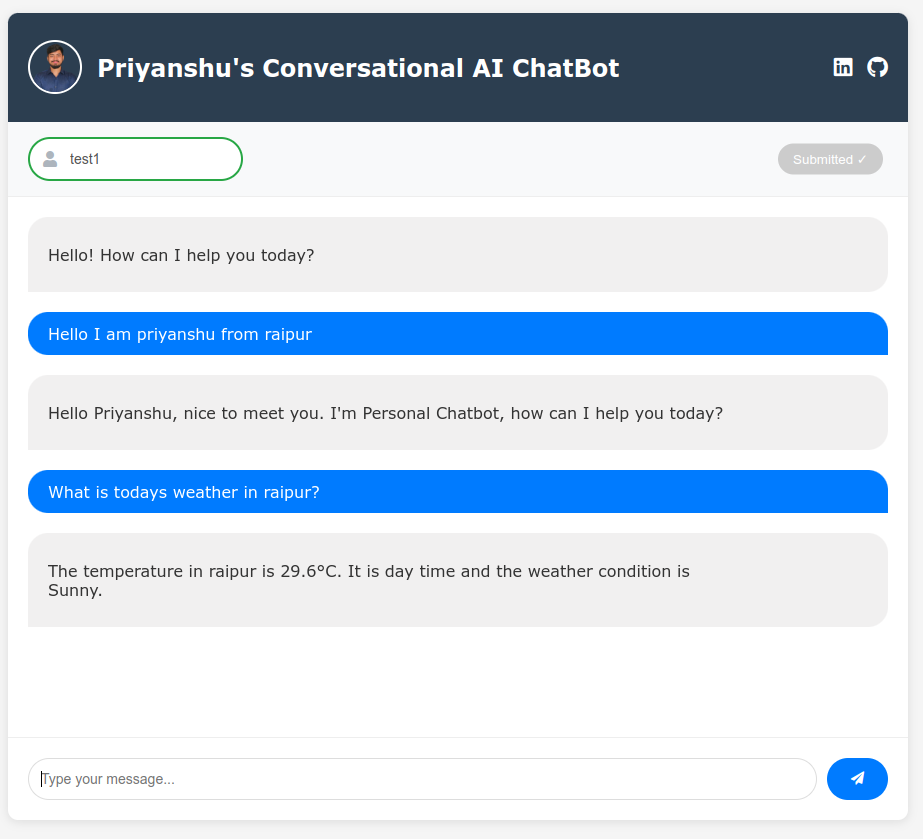 Priyanshu's Conversational AI ChatBot
in
test1
Submitted ✓
Hello! How can I help you today?
Hello I am priyanshu from raipur
Hello Priyanshu, nice to meet you. I'm Personal Chatbot, how can I help you today?
What is todays weather in raipur?
The temperature in raipur is 29.6°C. It is day time and the weather condition is
Sunny.
Type your message...